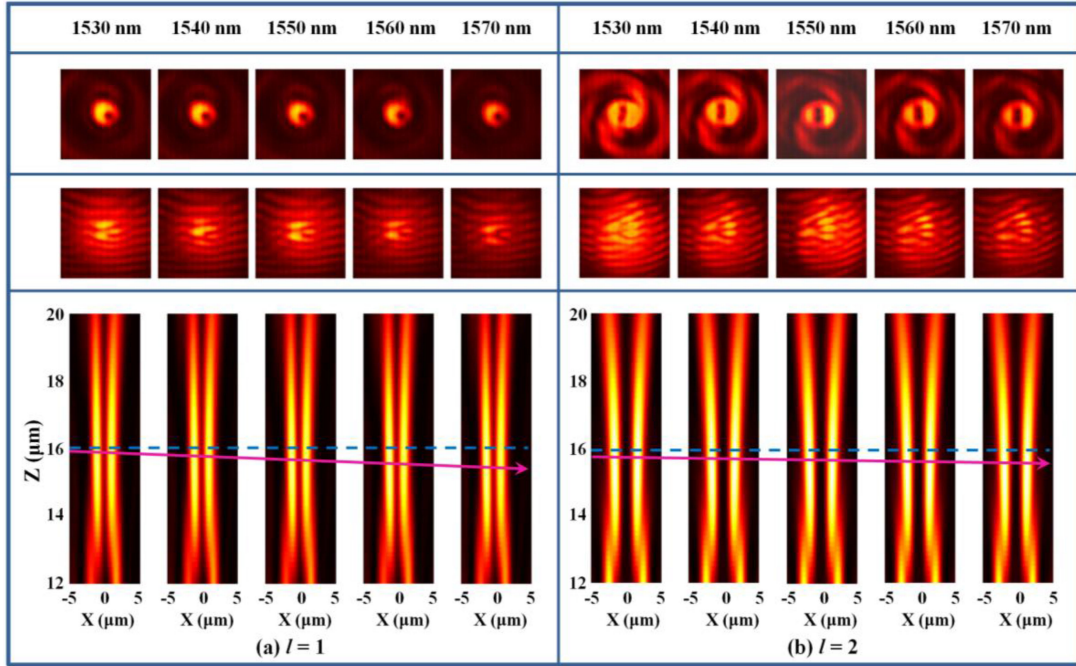 1530 nm 1540 nm 1550 nm 1560 nm 1570 nm
1530 nm 1540 nm 1550 nm 1560 nm 1570 nm
20
18
16
14
12
Z (μm)
-5 0 5 -5 0 5 -5 0 5 -5 0 5 -5 0 5
X (μm) X (μm) X (μm) X (μm) X (μm)
(a) l = 1
20
18
16
14
12
-5 0 5 -5 0 5 -5 0 5 -5 0 5 -5 0 5
X (μm) X (μm) X (μm) X (μm) X (μm)
(b) l = 2